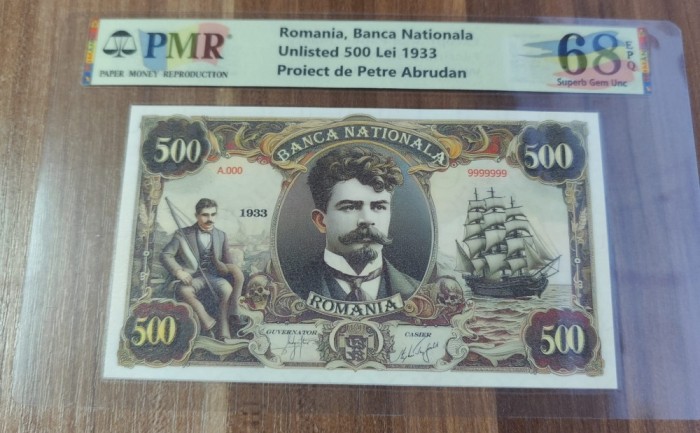 PMR
PAPER MONEY REPRODUCTION
Romania, Banca Nationala
Unlisted 500 Lei 1933
Proiect de Petre Abrudan
68
EPQ
Superb Gem Unc
500
BANCA NATIONALA
500
A.000
9999999
1933
ROMANIA
GUVERNATOR
CASIER
500
500